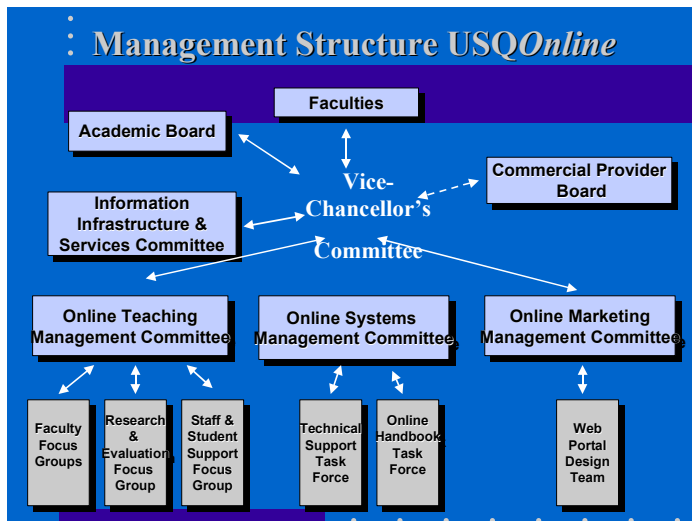 Management Structure USQOnline
Faculties
Academic Board
Commercial Provider
Board
Vice-
Chancellor's
Committee
Information
Infrastructure &
Services Committee
Online Teaching
Management Committee
Online Systems
Management Committee
Online Marketing
Management Committee
Faculty
Focus
Groups
Research
&
Evaluation
Focus
Group
Staff &
Student
Support
Focus
Group
Technical
Support
Task
Force
Online
Handbook
Task
Force
Web
Portal
Design
Team